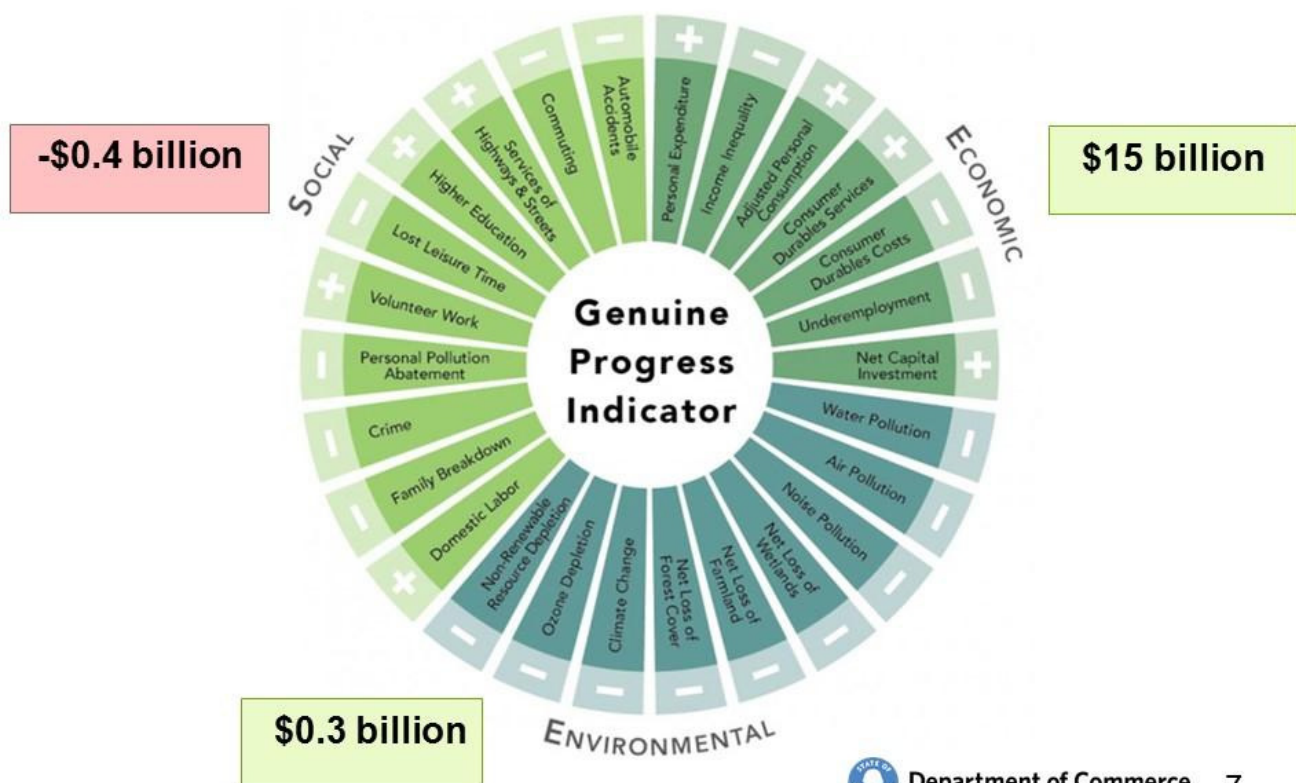 -$0.4 billion
SOCIAL
ECONOMIC
$15 billion
Personal Expenditure
Income Inequality
Adjusted Personal
Consumption
Consumer
Durables Services
Consumer
Durables Costs
Underemployment
Net Capital
Investment
Water Pollution
Air Pollution
Noise Pollution
Net Loss of
Wetlands
Net Loss of
Farmland
Net Loss of
Forest Cover
Climate Change
Ozone Depletion
Non-Renewable
Resource Depletion
Domestic Labor
Family Breakdown
Crime
Personal Pollution
Abatement
Volunteer Work
Lost Leisure Time
Higher Education
Services of
Highways & Streets
Commuting
Automobile
Accidents
Genuine
Progress
Indicator
$0.3 billion
ENVIRONMENTAL
STATE OF
Department of Commerce
7